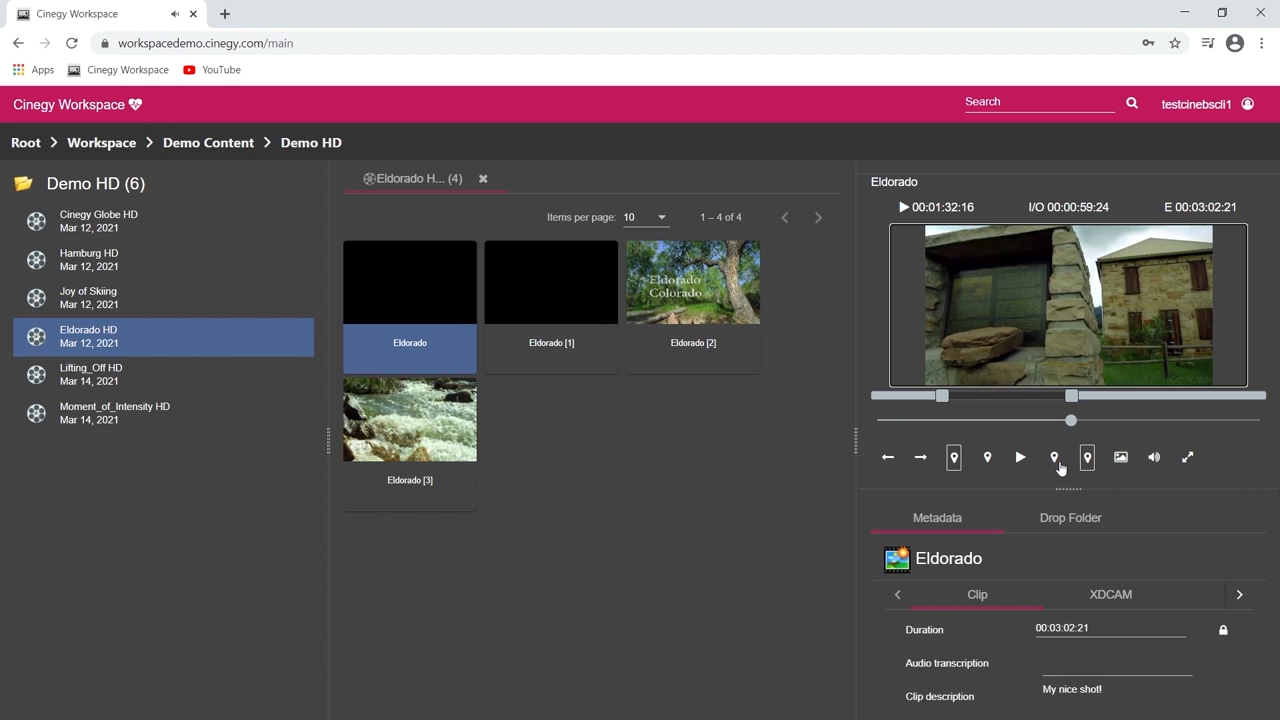 Cinegy Workspace
workspacedemo.cinegy.com/main
Apps
Cinegy Workspace
YouTube
Cinegy Workspace
Search
testcinebscli1
Root > Workspace > Demo Content > Demo HD
Demo HD (6)
Cinegy Globe HD
Mar 12, 2021
Hamburg HD
Mar 12, 2021
Joy of Skiing
Mar 12, 2021
Eldorado HD
Mar 12, 2021
Lifting_Off HD
Mar 14, 2021
Moment_of_Intensity HD
Mar 14, 2021
Eldorado H... (4)
Items per page: 10
1 – 4 of 4
Eldorado
Colorado
Eldorado
Eldorado [1]
Eldorado [2]
Eldorado [3]
Eldorado
00:01:32:16
I/O 00:00:59:24
E 00:03:02:21
Metadata
Drop Folder
Eldorado
Clip
XDCAM
Duration
00:03:02:21
Audio transcription
Clip description
My nice shot!